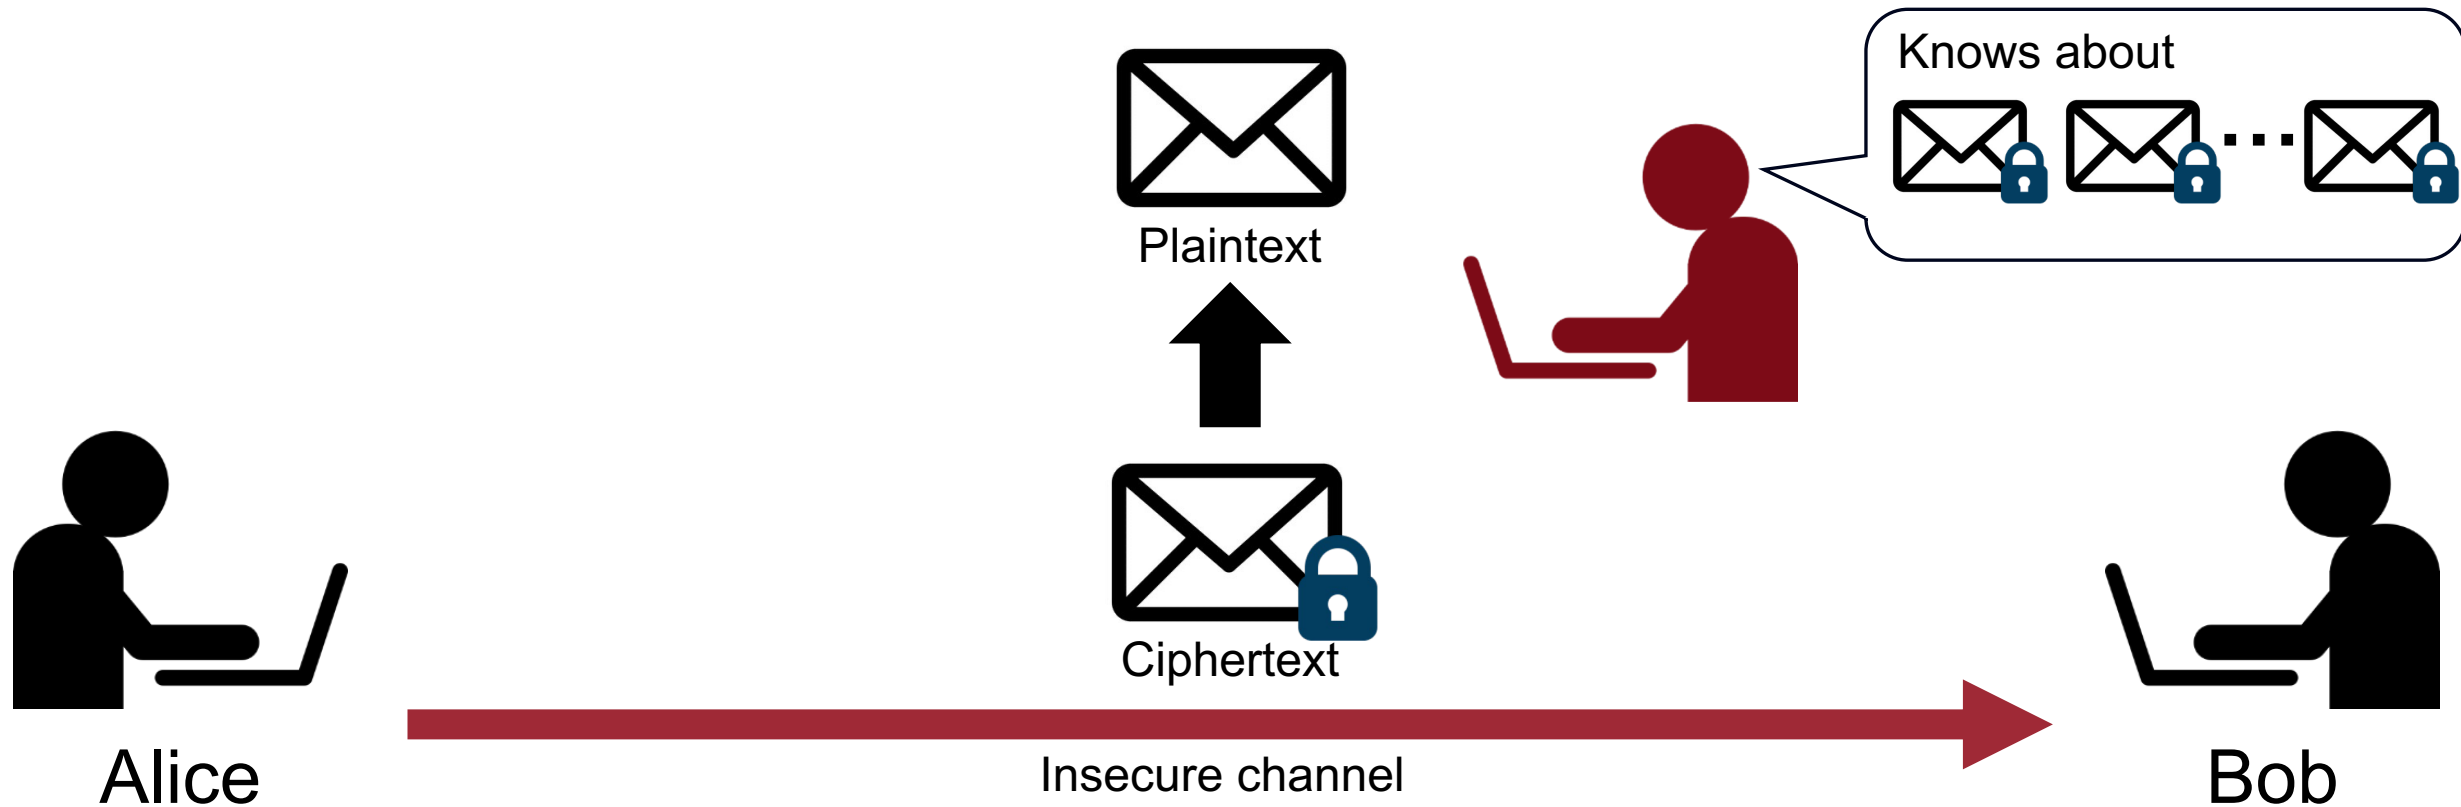 Knows about
Plaintext
Ciphertext
Insecure channel
Alice
Bob